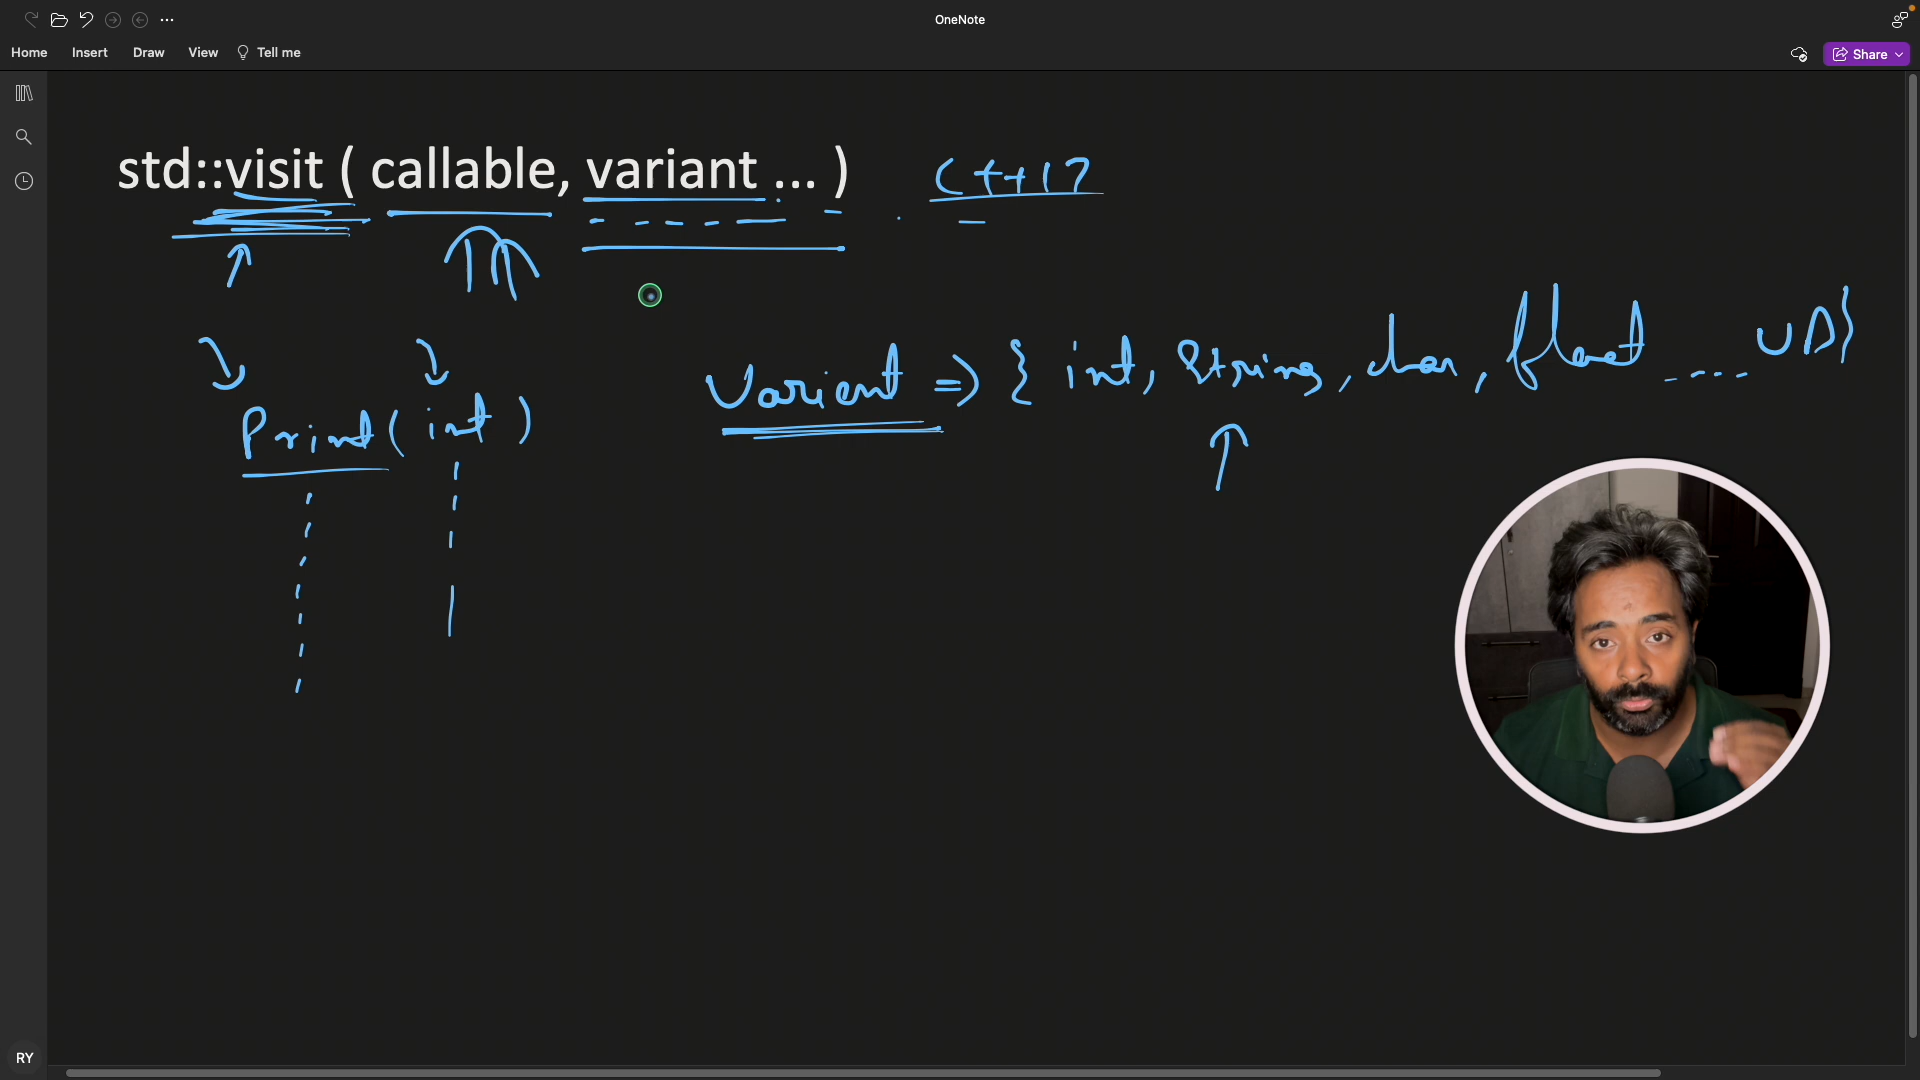 OneNote
Home Insert Draw View Tell me Share
std::visit ( callable, variant ... ) C++17
Varient => { int, String, char, float ..... UD}
Print( int )
RY